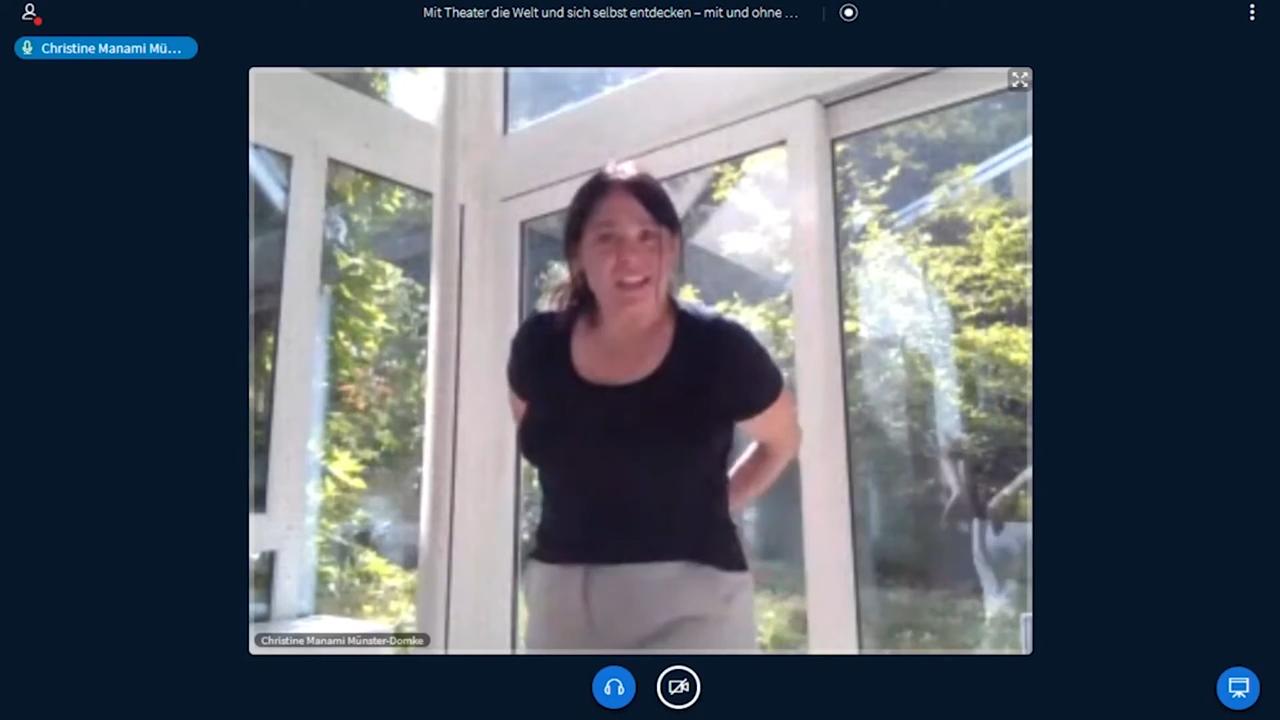 Mit Theater die Welt und sich selbst entdecken – mit und ohne ...
Christine Manami Mü...
Christine Manami Münster-Domke